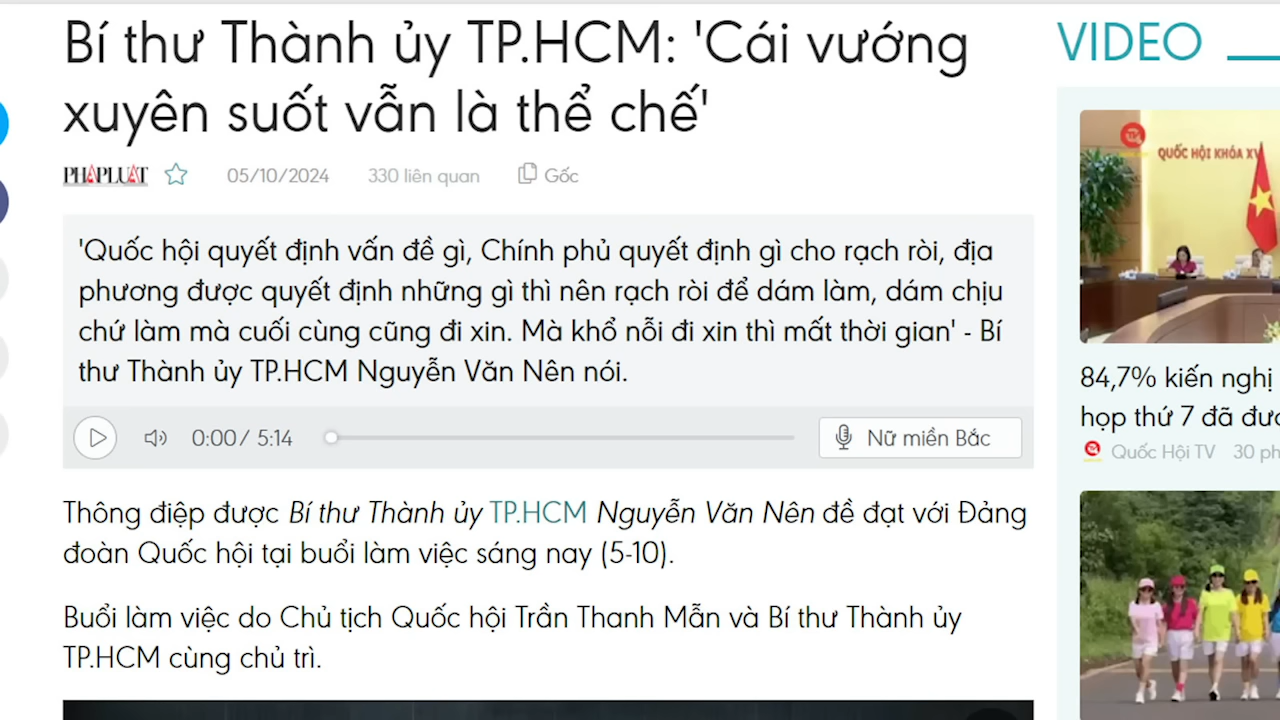 Bí thư Thành ủy TP.HCM: 'Cái vướng
xuyên suốt vẫn là thể chế'
PHÁPLUẬT
05/10/2024
330 liên quan
Gốc
'Quốc hội quyết định vấn đề gì, Chính phủ quyết định gì cho rạch ròi, địa
phương được quyết định những gì thì nên rạch ròi để dám làm, dám chịu
chứ làm mà cuối cùng cũng đi xin. Mà khổ nỗi đi xin thì mất thời gian' - Bí
thư Thành ủy TP.HCM Nguyễn Văn Nên nói.
0:00 / 5:14
Nữ miền Bắc
Thông điệp được Bí thư Thành ủy TP.HCM Nguyễn Văn Nên đề đạt với Đảng
đoàn Quốc hội tại buổi làm việc sáng nay (5-10).
Buổi làm việc do Chủ tịch Quốc hội Trần Thanh Mẫn và Bí thư Thành ủy
TP.HCM cùng chủ trì.
VIDEO
QUỐC HỘI KHÓA XV
84,7% kiến nghị
họp thứ 7 đã đư
Quốc Hội TV
30 ph